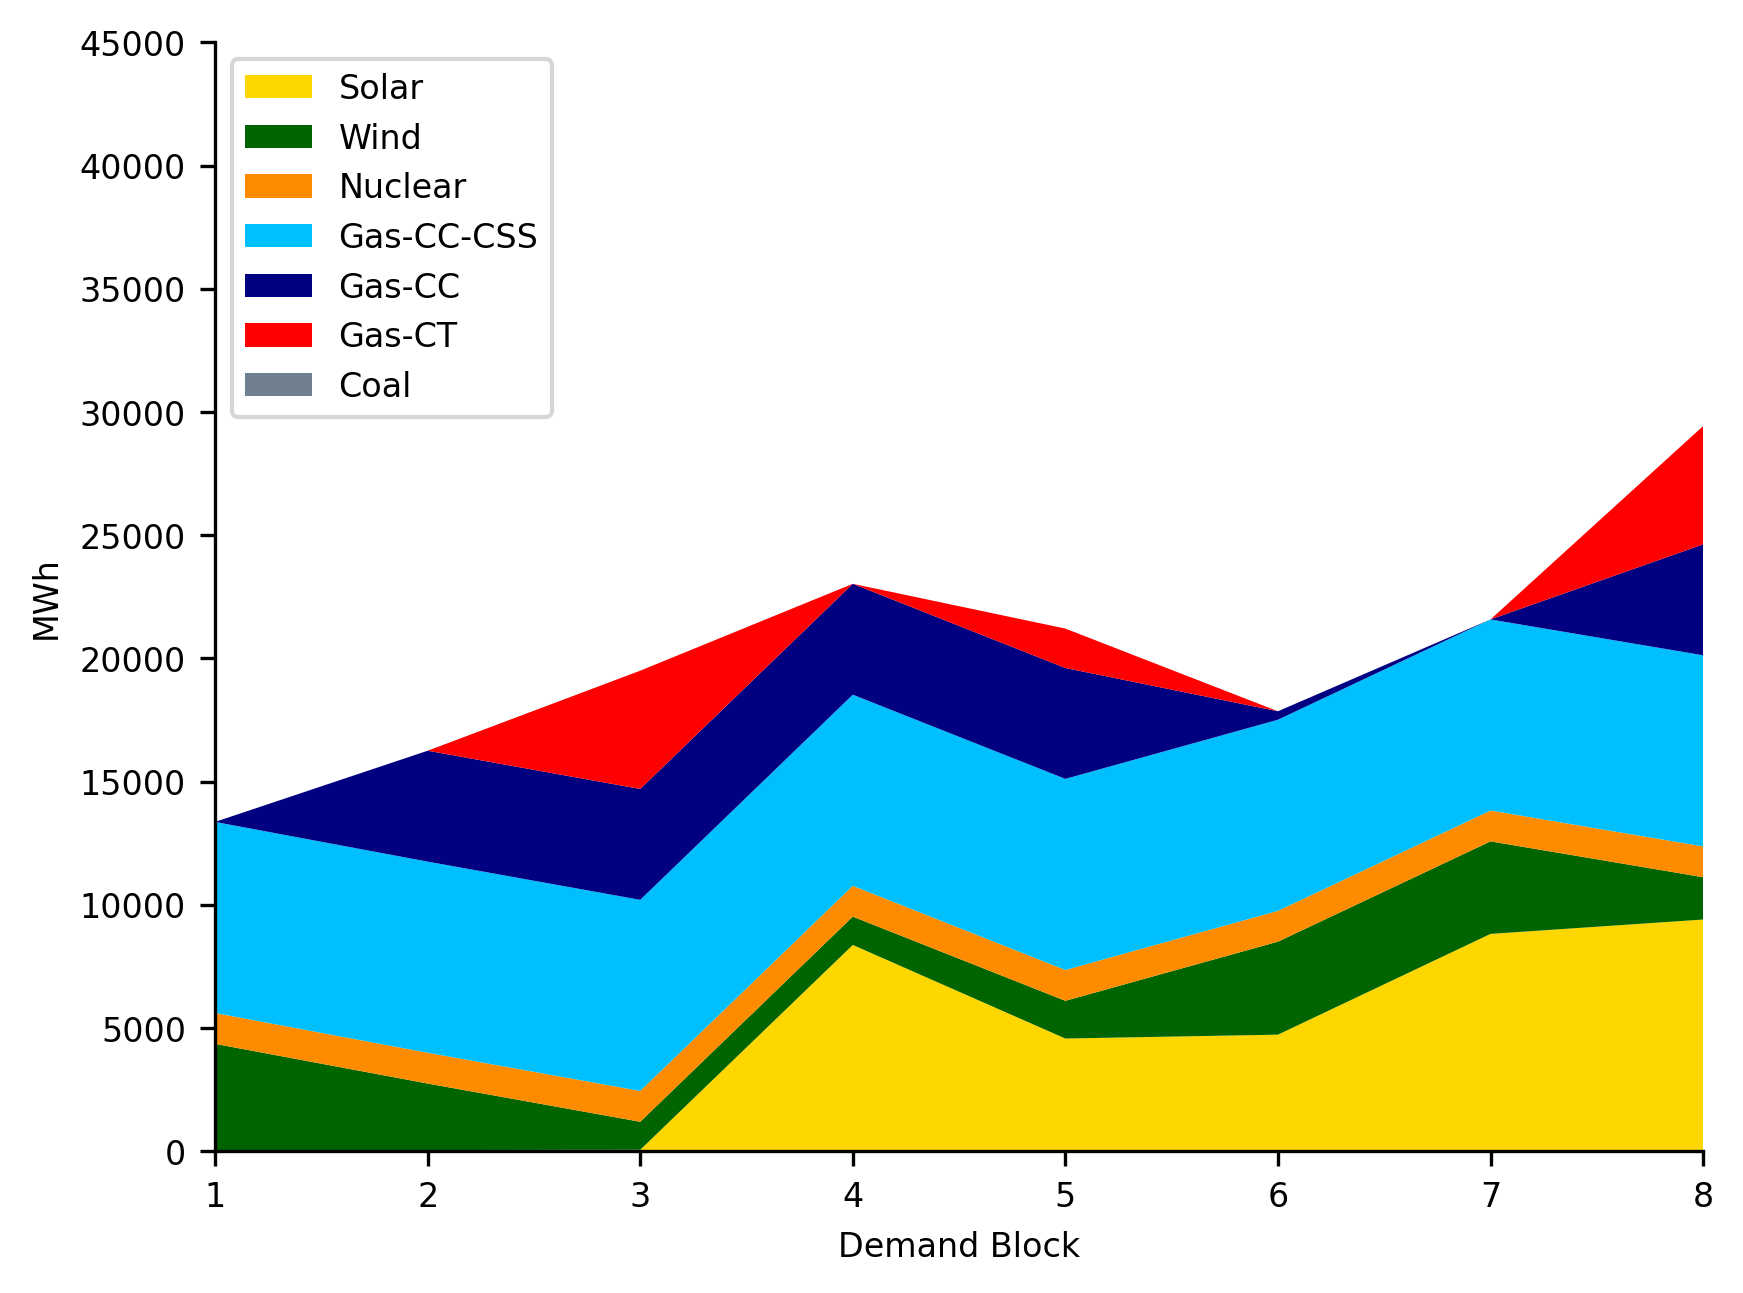 45000
40000
35000
30000
25000
20000
15000
10000
5000
0
MWh
Solar
Wind
Nuclear
Gas-CC-CSS
Gas-CC
Gas-CT
Coal
1 2 3 4 5 6 7 8
Demand Block